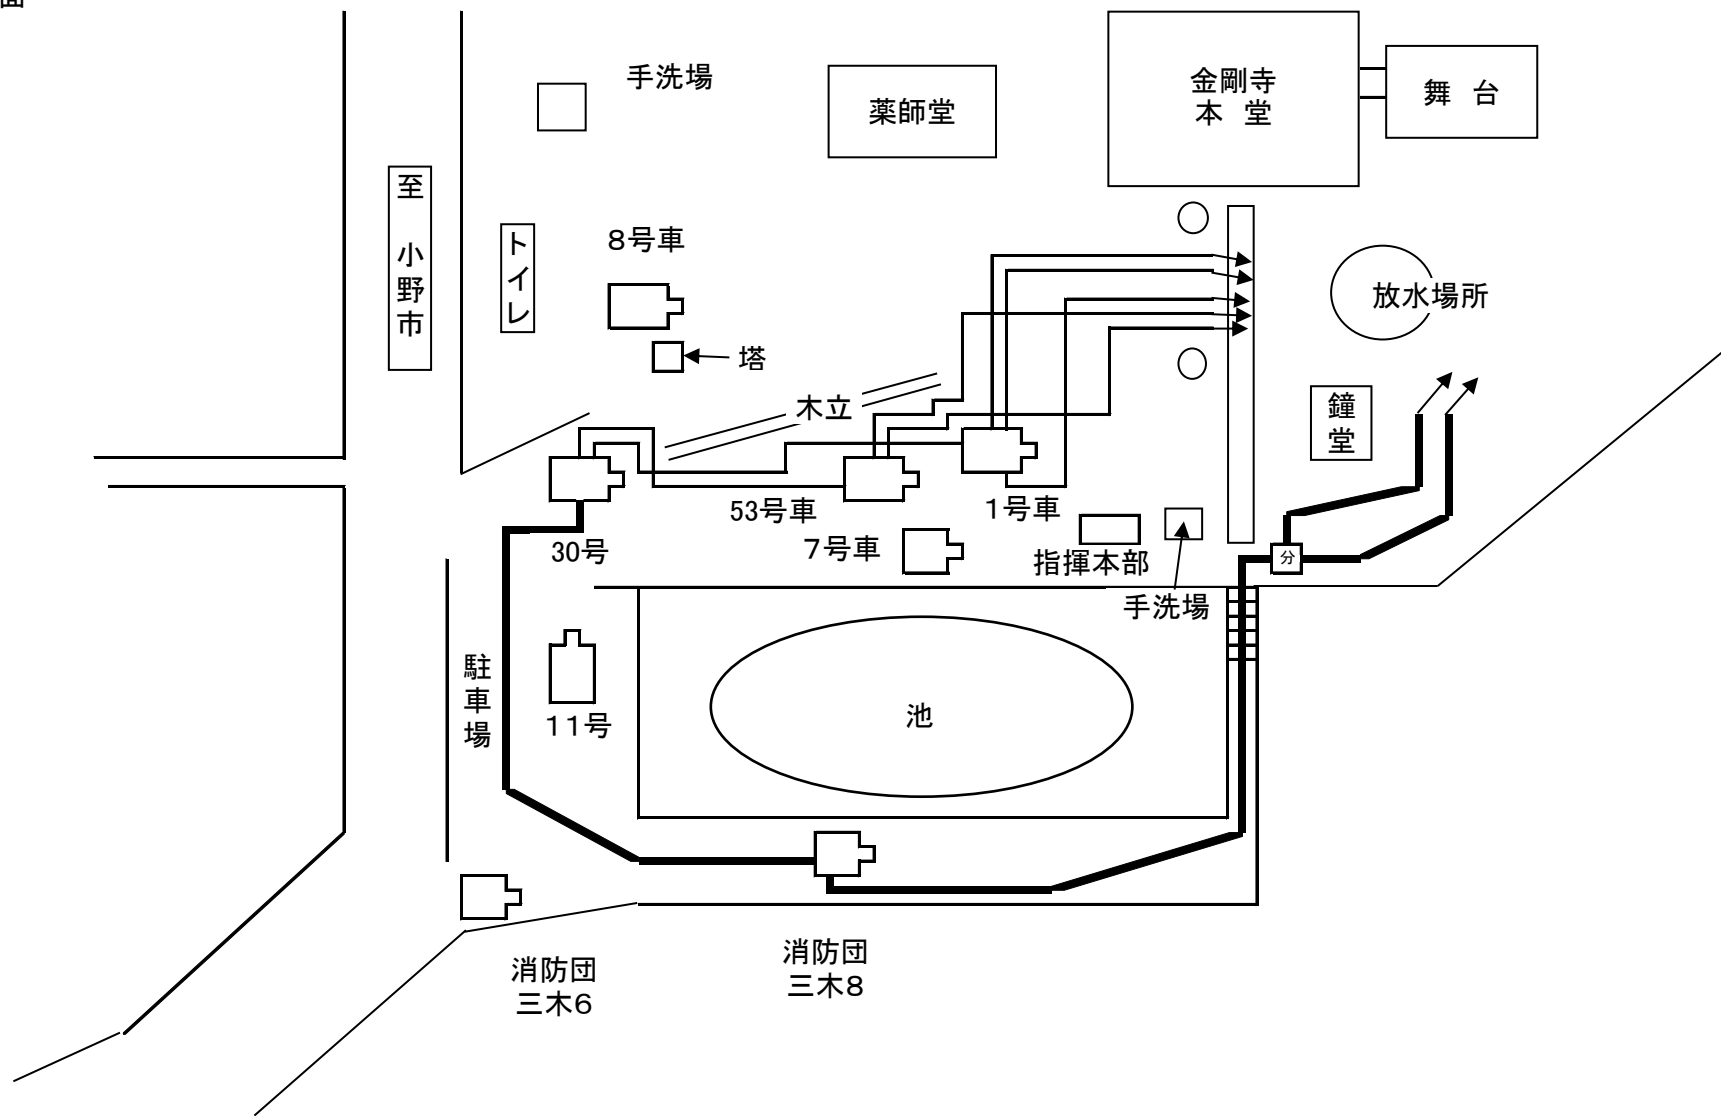 面
手洗場
薬師堂
金剛寺
本　堂
舞　台
至　小野市
トイレ
８号車
放水場所
塔
木立
鐘堂
53号車
１号車
30号
７号車
指揮本部
分
手洗場
駐車場
１１号
池
消防団
三木８
消防団
三木６